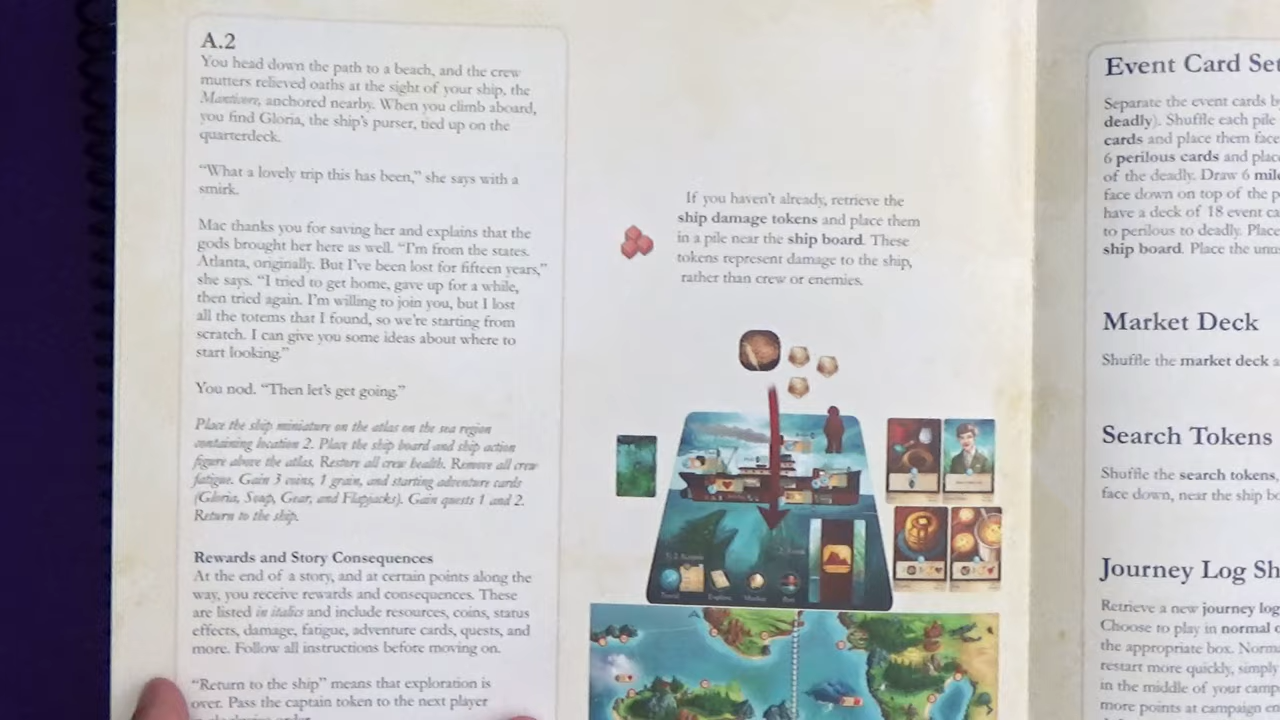 A.2
You head down the path to a beach, and the crew
mutters relieved oaths at the sight of your ship, the
Manticore, anchored nearby. When you climb aboard,
you find Gloria, the ship's purser, tied up on the
quarterdeck.
“What a lovely trip this has been,” she says with a
smirk.
Mac thanks you for saving her and explains that the
gods brought her here as well. “I'm from the states.
Atlanta, originally. But I've been lost for fifteen years,”
she says. “I tried to get home, gave up for a while,
then tried again. I'm willing to join you, but I lost
all the totems that I found, so we're starting from
scratch. I can give you some ideas about where to
start looking.”
You nod. “Then let's get going.”
Place the ship miniature on the atlas on the sea region
containing location 2. Place the ship board and ship action
figure above the atlas. Restore all crew health. Remove all crew
fatigue. Gain 3 coins, 1 grain, and starting adventure cards
(Gloria, Soup, Gear, and Flapjacks). Gain quests 1 and 2.
Return to the ship.
Rewards and Story Consequences
At the end of a story, and at certain points along the
way, you receive rewards and consequences. These
are listed in italics and include resources, coins, status
effects, damage, fatigue, adventure cards, quests, and
more. Follow all instructions before moving on.
“Return to the ship” means that exploration is
over. Pass the captain token to the next player
If you haven't already, retrieve the
ship damage tokens and place them
in a pile near the ship board. These
tokens represent damage to the ship,
rather than crew or enemies.
Event Card Set
Separate the event cards b
deadly). Shuffle each pile
cards and place them face
6 perilous cards and place
of the deadly. Draw 6 mil
face down on top of the p
have a deck of 18 event ca
to perilous to deadly. Place
ship board. Place the unu
Market Deck
Shuffle the market deck a
Search Tokens
Shuffle the search tokens,
face down, near the ship bo
Journey Log Sh
Retrieve a new journey log
Choose to play in normal o
the appropriate box. Norma
restart more quickly, simply
in the middle of your camp
more points at campaign en